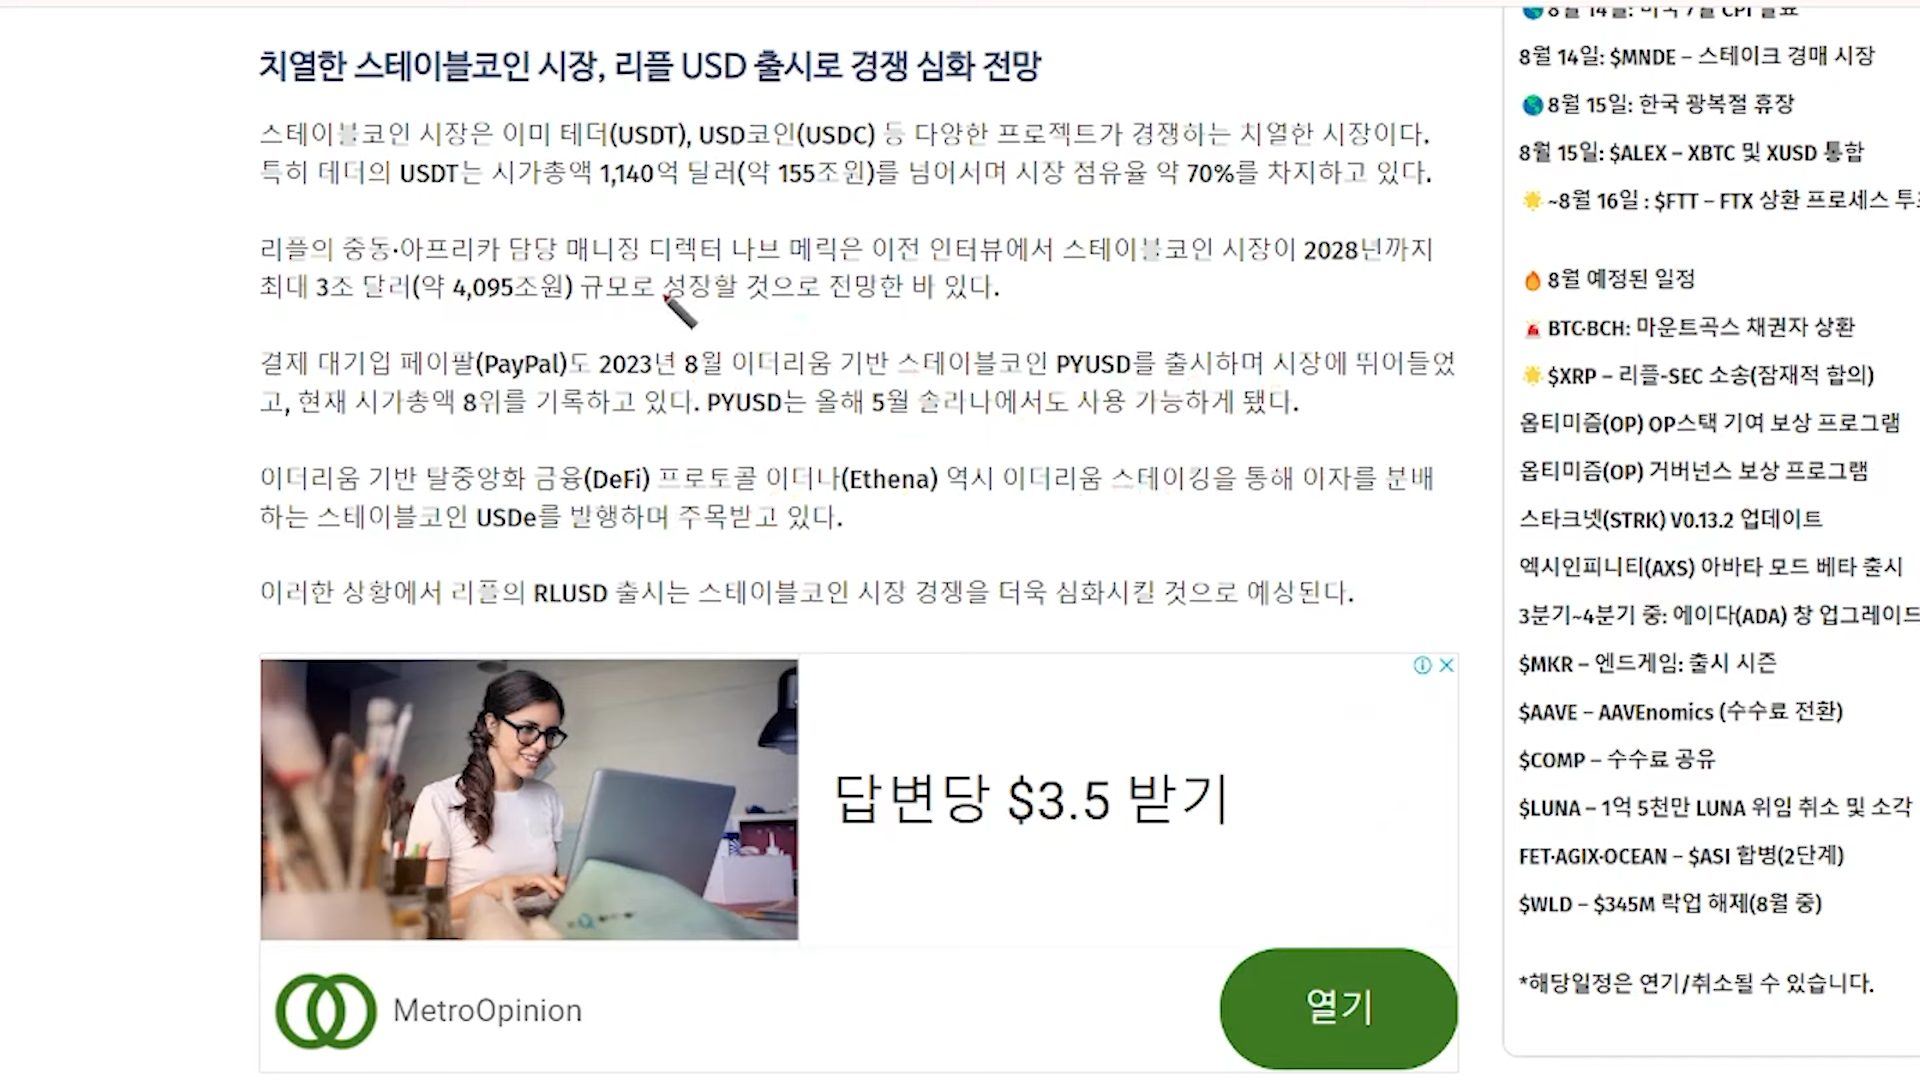 치열한 스테이블코인 시장, 리플 USD 출시로 경쟁 심화 전망
스테이블코인 시장은 이미 테더(USDT), USD코인(USDC) 등 다양한 프로젝트가 경쟁하는 치열한 시장이다.
특히 테더의 USDT는 시가총액 1,140억 달러(약 155조원)를 넘어서며 시장 점유율 약 70%를 차지하고 있다.
리플의 중동·아프리카 담당 매니징 디렉터 나브 메릭은 이전 인터뷰에서 스테이블코인 시장이 2028년까지
최대 3조 달러(약 4,095조원) 규모로 성장할 것으로 전망한 바 있다.
결제 대기업 페이팔(PayPal)도 2023년 8월 이더리움 기반 스테이블코인 PYUSD를 출시하며 시장에 뛰어들었
고, 현재 시가총액 8위를 기록하고 있다. PYUSD는 올해 5월 솔라나에서도 사용 가능하게 됐다.
이더리움 기반 탈중앙화 금융(DeFi) 프로토콜 이더나(Ethena) 역시 이더리움 스테이킹을 통해 이자를 분배
하는 스테이블코인 USDe를 발행하며 주목받고 있다.
이러한 상황에서 리플의 RLUSD 출시는 스테이블코인 시장 경쟁을 더욱 심화시킬 것으로 예상된다.
답변당 $3.5 받기
MetroOpinion
열기
8월 14일: 미국 7월 CPI 발표
8월 14일: $MNDE – 스테이크 경매 시장
8월 15일: 한국 광복절 휴장
8월 15일: $ALEX – XBTC 및 XUSD 통합
~8월 16일 : $FTT – FTX 상환 프로세스
8월 예정된 일정
BTC·BCH: 마운트곡스 채권자 상환
$XRP – 리플-SEC 소송(잠재적 합의)
옵티미즘(OP) OP스택 기여 보상 프로그램
옵티미즘(OP) 거버넌스 보상 프로그램
스타크넷(STRK) V0.13.2 업데이트
엑시인피니티(AXS) 아바타 모드 베타 출시
3분기~4분기 중: 에이다(ADA) 창 업그레이드
$MKR – 엔드게임: 출시 시즌
$AAVE – AAVEnomics (수수료 전환)
$COMP – 수수료 공유
$LUNA – 1억 5천만 LUNA 위임 취소 및 소각
FET·AGIX·OCEAN – $ASI 합병(2단계)
$WLD – $345M 락업 해제(8월 중)
*해당일정은 연기/취소될 수 있습니다.